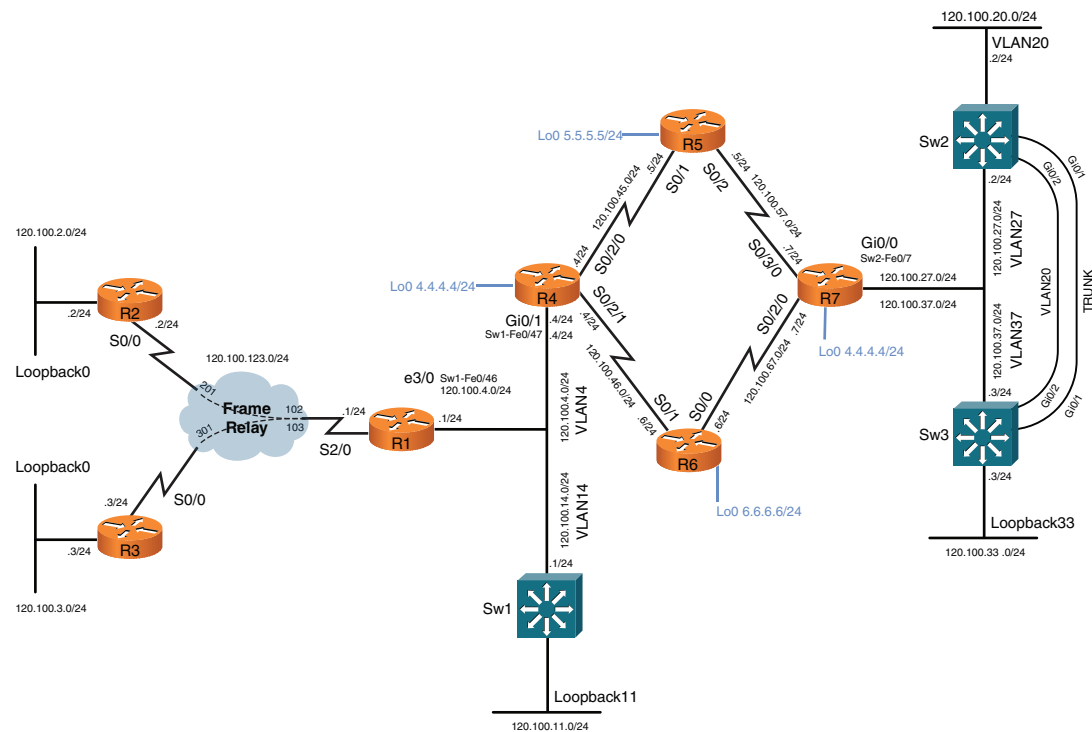 120.100.20.0/24
VLAN20
.2/24
Sw2
Gi0/2
Gi0/1
.2/24
120.100.27.0/24
VLAN27
VLAN20
TRUNK
120.100.37.0/24
VLAN37
.3/24
Gi0/2
Gi0/1
Sw3
.3/24
Loopback33
120.100.33 .0/24
Lo0 5.5.5.5/24
R5
.5/24
S0/1
120.100.45.0/24
.4/24
S0/2/0
.5/24
S0/2
120.100.57.0/24
.7/24
S0/3/0
Gi0/0
Sw2-Fe0/7
120.100.27.0/24
120.100.37.0/24
R7
Lo0 4.4.4.4/24
S0/2/0
.7/24
120.100.67.0/24
S0/0
.6/24
Lo0 4.4.4.4/24
R4
S0/2/1
.4/24
120.100.46.0/24
S0/1
.6/24
R6
Lo0 6.6.6.6/24
Gi0/1
Sw1-Fe0/47
.4/24
.4/24
120.100.4.0/24
VLAN4
120.100.14.0/24
VLAN14
.1/24
Sw1
Loopback11
120.100.11.0/24
e3/0
Sw1-Fe0/46
120.100.4.0/24
.1/24
R1
.1/24
S2/0
120.100.123.0/24
201
102
Frame
Relay
103
301
120.100.2.0/24
.2/24
R2
.2/24
S0/0
Loopback0
Loopback0
.3/24
S0/0
R3
.3/24
120.100.3.0/24